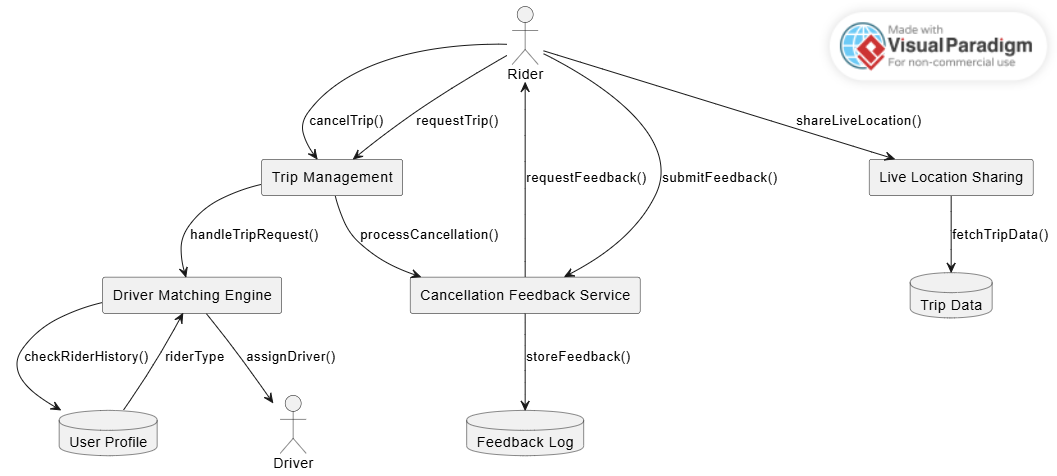 Made with
Visual Paradigm
For non-commercial use
Rider
cancelTrip()
requestTrip()
shareLiveLocation()
Trip Management
requestFeedback()
submitFeedback()
Live Location Sharing
handleTripRequest()
processCancellation()
fetchTripData()
Driver Matching Engine
Cancellation Feedback Service
Trip Data
checkRiderHistory()
riderType
assignDriver()
storeFeedback()
User Profile
Feedback Log
Driver